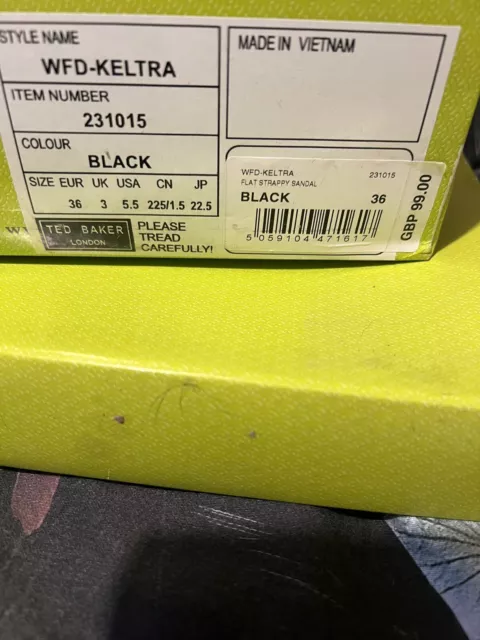 STYLE NAME
WFD-KELTRA
ITEM NUMBER
231015
COLOUR
BLACK
SIZE EUR UK USA CN JP
36 3 5.5 225/1.5 22.5
TED BAKER
LONDON
PLEASE
TREAD
CAREFULLY!
MADE IN VIETNAM
WFD-KELTRA 231015
FLAT STRAPPY SANDAL
BLACK 36
5 059104 471617
GBP 99.00